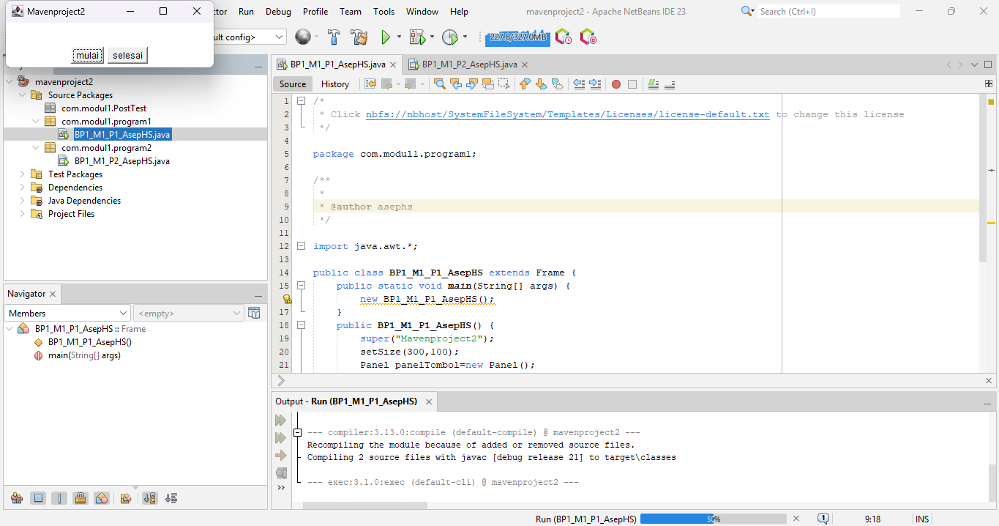 Mavenproject2
ctor Run Debug Profile Team Tools Window Help
mavenproject2 - Apache NetBeans IDE 23
Search (Ctrl+I)
ult config>
227.8/327.0MB
mulai
selesai
BP1_M1_P1_AsepHS.java
BP1_M1_P2_AsepHS.java
Source
History
mavenproject2
Source Packages
com.modul1.PostTest
com.modul1.program1
BP1_M1_P1_AsepHS.java
com.modul1.program2
BP1_M1_P2_AsepHS.java
Test Packages
Dependencies
Java Dependencies
Project Files
1 /*
2 * Click nbfs://nbhost/SystemFileSystem/Templates/Licenses/license-default.txt to change this license
3 */
4
5 package com.modul1.program1;
6
7 /**
8 *
9 * @author asephs
10 */
11
12 import java.awt.*;
13
14 public class BP1_M1_P1_AsepHS extends Frame {
15 public static void main(String[] args) {
new BP1_M1_P1_AsepHS();
17 }
18 public BP1_M1_P1_AsepHS() {
19 super("Mavenproject2");
20 setSize(300,100);
21 Panel panelTombol=new Panel();
Navigator
Members
<empty>
BP1_M1_P1_AsepHS :: Frame
BP1_M1_P1_AsepHS()
main(String[] args)
Output - Run (BP1_M1_P1_AsepHS)
--- compiler:3.13.0:compile (default-compile) @ mavenproject2 ---
Recompiling the module because of added or removed source files.
Compiling 2 source files with javac [debug release 21] to target\classes
--- exec:3.1.0:exec (default-cli) @ mavenproject2 ---
Run (BP1_M1_P1_AsepHS)
50%
1
9:18
INS